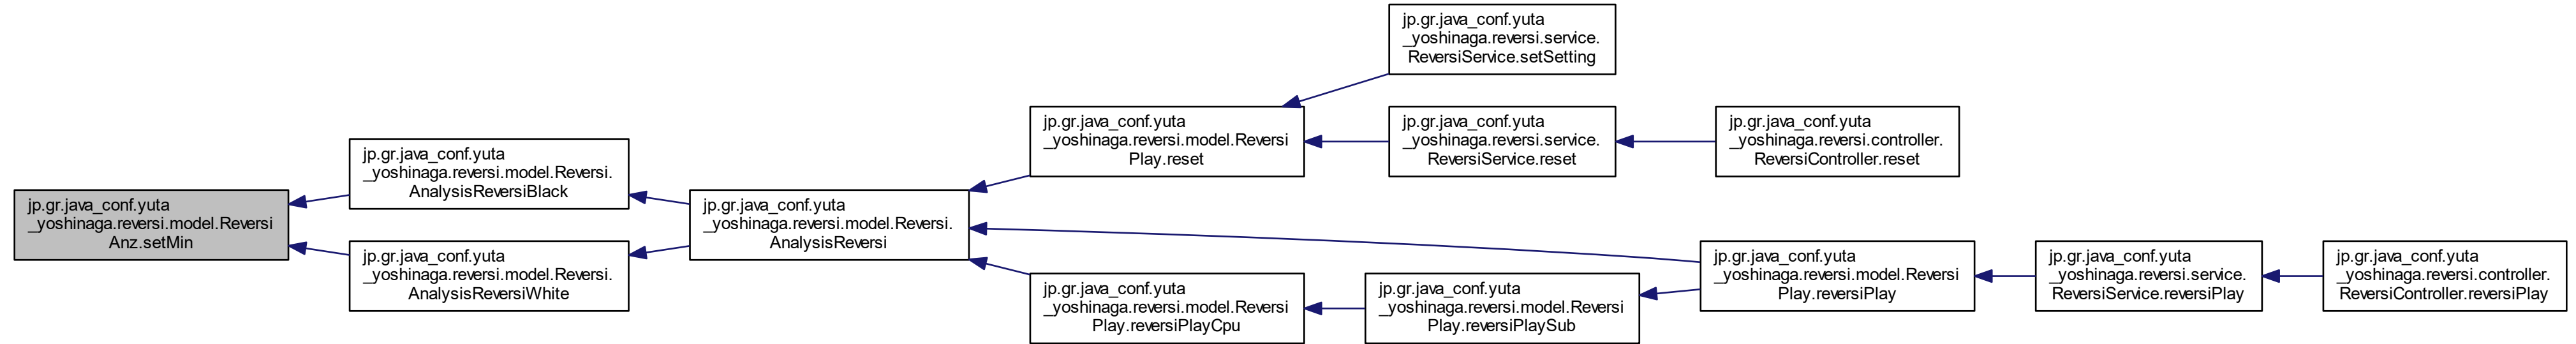 jp.gr.java_conf.yuta
_yoshinaga.reversi.model.Reversi
Anz.setMin
jp.gr.java_conf.yuta
_yoshinaga.reversi.model.Reversi.
AnalysisReversiBlack
jp.gr.java_conf.yuta
_yoshinaga.reversi.model.Reversi.
AnalysisReversiWhite
jp.gr.java_conf.yuta
_yoshinaga.reversi.model.Reversi.
AnalysisReversi
jp.gr.java_conf.yuta
_yoshinaga.reversi.model.Reversi
Play.reset
jp.gr.java_conf.yuta
_yoshinaga.reversi.service.
ReversiService.setSetting
jp.gr.java_conf.yuta
_yoshinaga.reversi.service.
ReversiService.reset
jp.gr.java_conf.yuta
_yoshinaga.reversi.controller.
ReversiController.reset
jp.gr.java_conf.yuta
_yoshinaga.reversi.model.Reversi
Play.reversiPlayCpu
jp.gr.java_conf.yuta
_yoshinaga.reversi.model.Reversi
Play.reversiPlaySub
jp.gr.java_conf.yuta
_yoshinaga.reversi.model.Reversi
Play.reversiPlay
jp.gr.java_conf.yuta
_yoshinaga.reversi.service.
ReversiService.reversiPlay
jp.gr.java_conf.yuta
_yoshinaga.reversi.controller.
ReversiController.reversiPlay